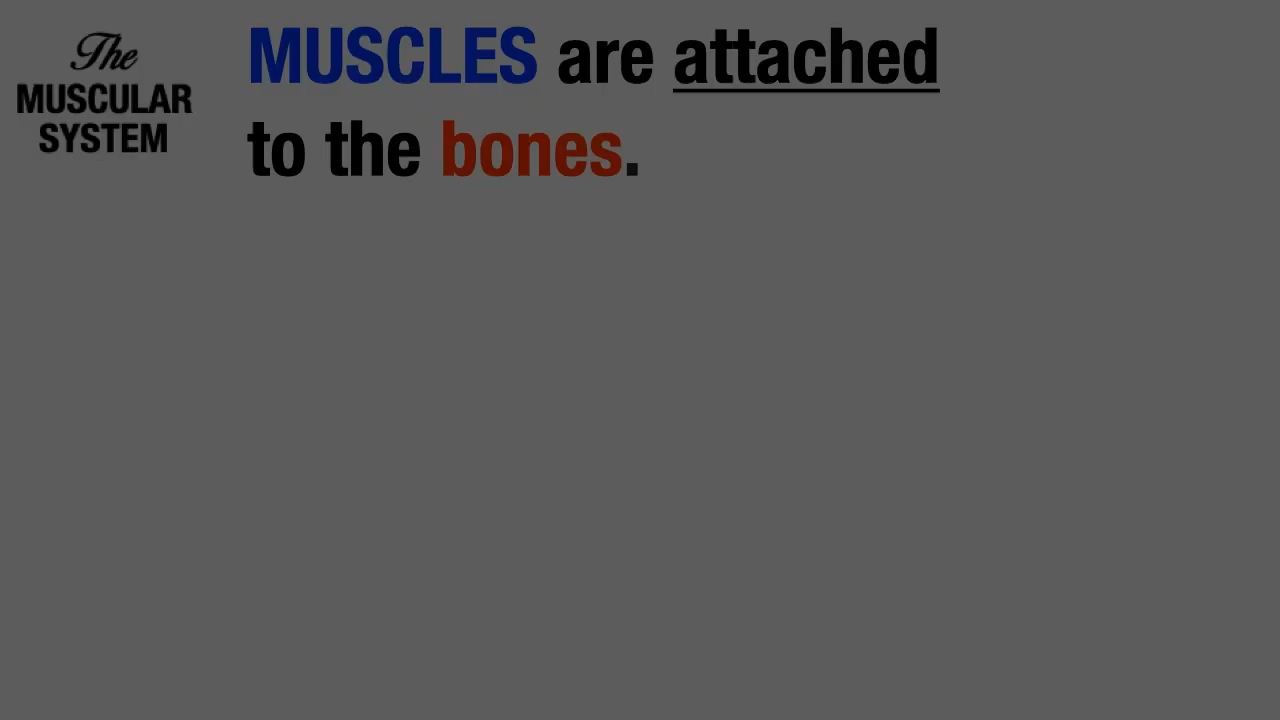 The
MUSCULAR
SYSTEM
MUSCLES are attached
to the bones.